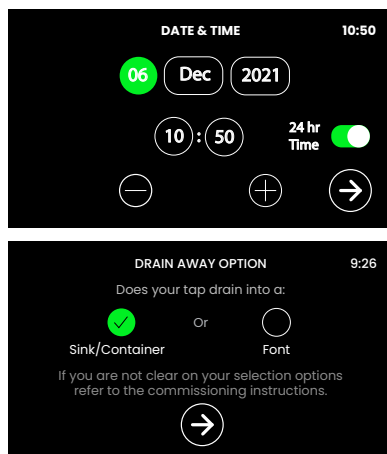 DATE & TIME 10:50
06 Dec 2021
10 : 50 24 hr
Time
DRAIN AWAY OPTION 9:26
Does your tap drain into a:
Or
Sink/Container Font
If you are not clear on your selection options
refer to the commissioning instructions.